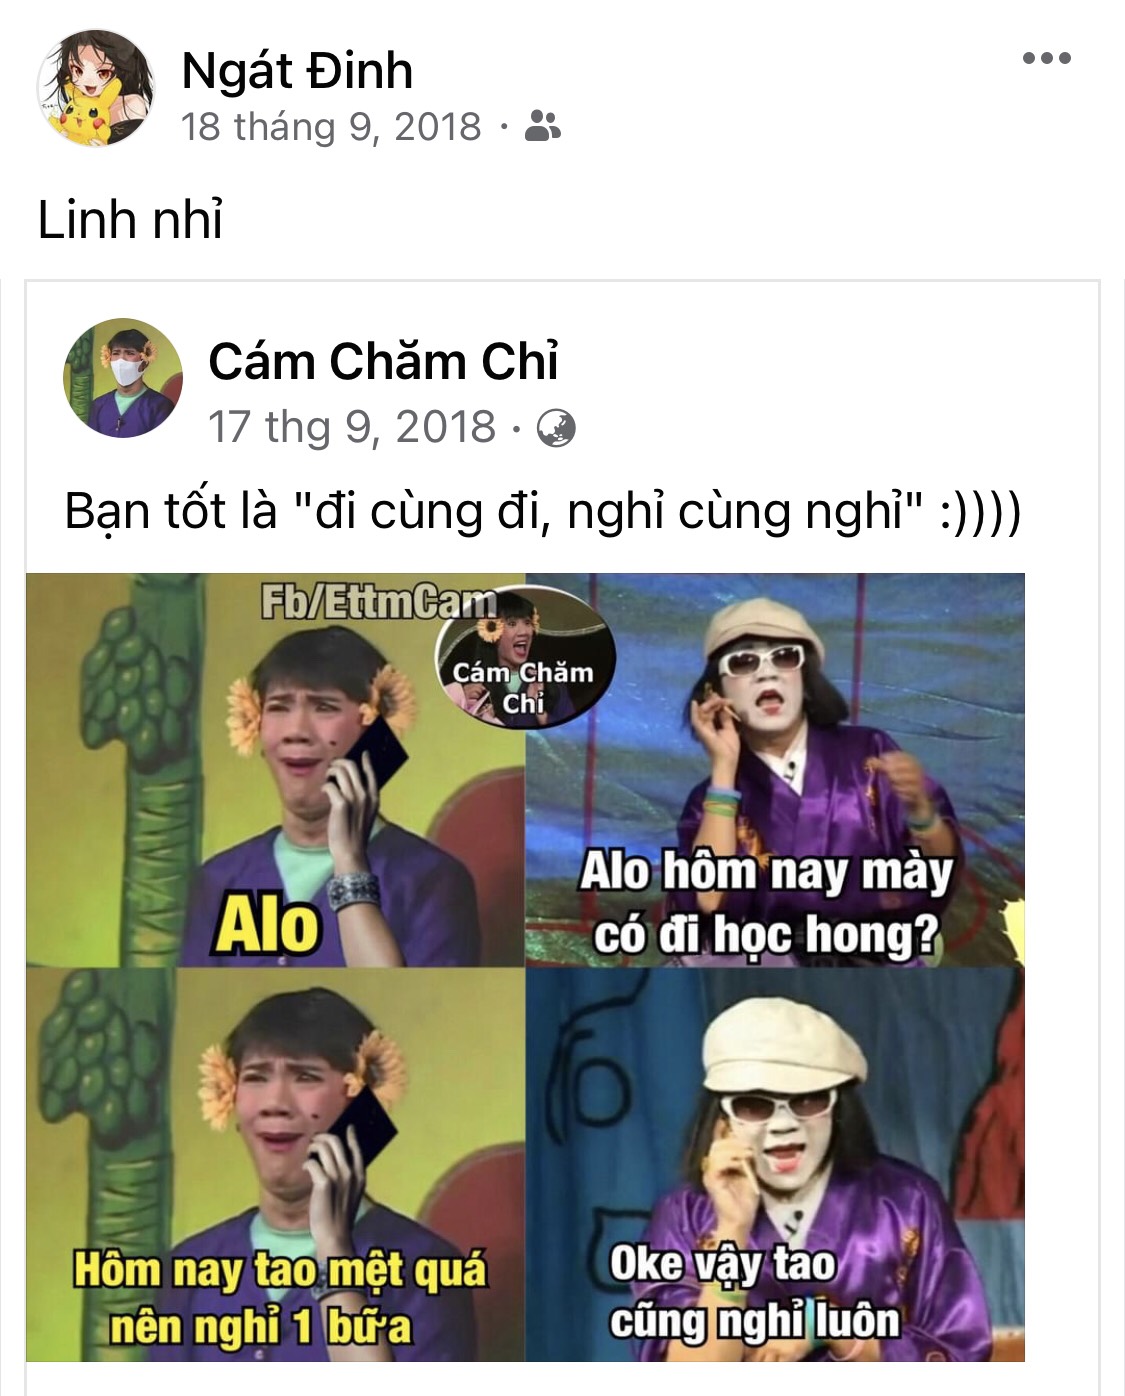 Ngát Đinh
18 tháng 9, 2018 ·
Linh nhỉ
Cám Chăm Chỉ
17 thg 9, 2018 ·
Bạn tốt là "đi cùng đi, nghỉ cùng nghỉ" :))))
Fb/EttmCam
Cám Chăm
Chỉ
Alo
Alo hôm nay mày
có đi học hong?
Hôm nay tao mệt quá
nên nghỉ 1 bữa
Oke vậy tao
cũng nghỉ luôn